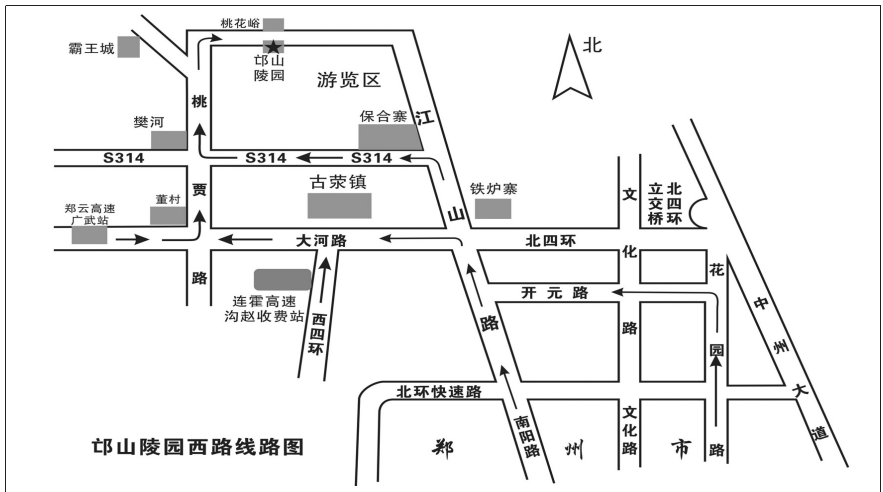 桃花峪
北
霸王城
邙山
陵园
游览区
桃
保合寨
江
樊河
S314
S314
S314
古荥镇
铁炉寨
贾
文
立交桥
北四环
董村
郑云高速
广武站
山
大河路
北四环
化
花
路
连霍高速
沟赵收费站
开元路
中
西四环
路
路
园
州
北环快速路
大
南阳路
文化路
路
道
邙山陵园西路线路图
郑
州
市